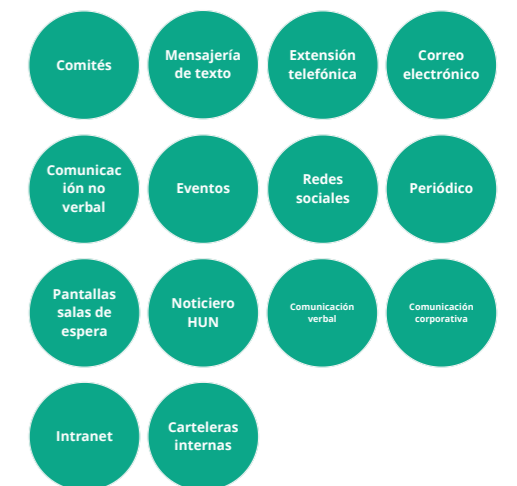 Comités
Mensajería
de texto
Extensión
telefónica
Correo
electrónico
Comunicac
ión no
verbal
Eventos
Redes
sociales
Periódico
Pantallas
salas de
espera
Noticiero
HUN
Comunicación
verbal
Comunicación
corporativa
Intranet
Carteleras
internas